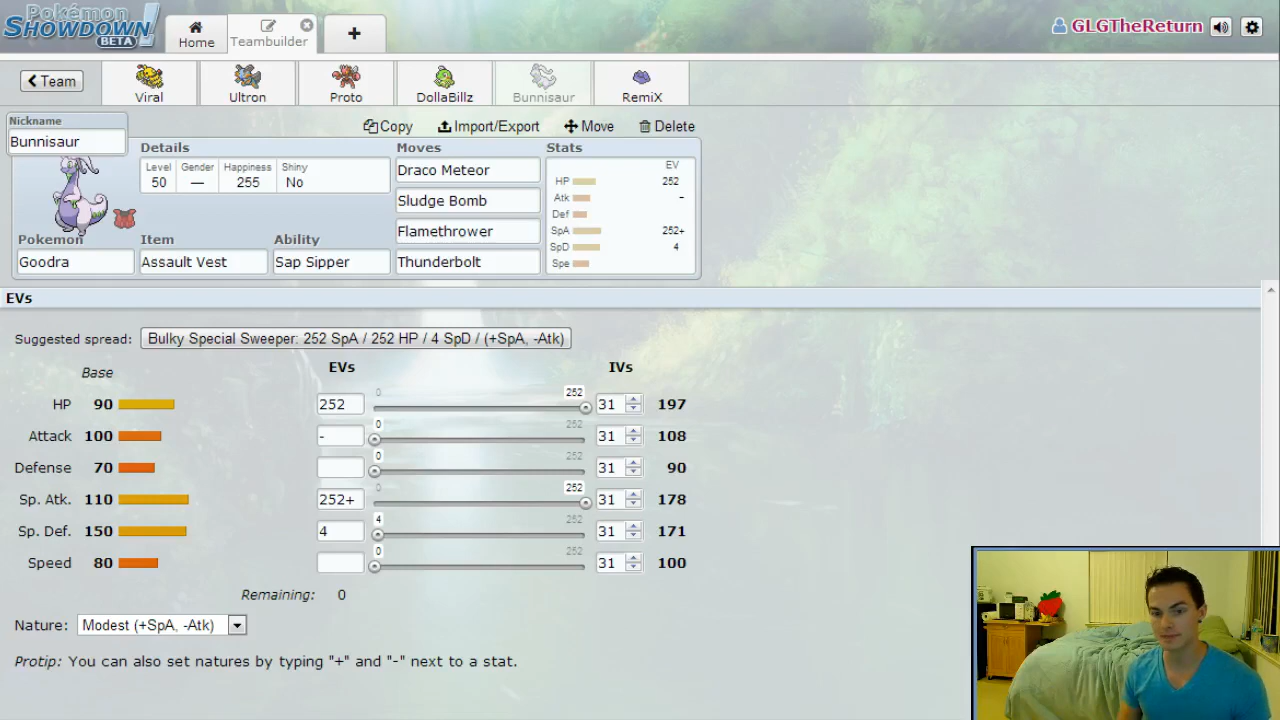 Pokémon
SHOWDOWN!
BETA
Home
Teambuilder
+
GLGTheReturn
Team
Viral
Ultron
Proto
DollaBillz
Bunnisaur
RemiX
Nickname
Bunnisaur
Copy
Import/Export
Move
Delete
Details
Level
50
Gender
—
Happiness
255
Shiny
No
Pokemon
Goodra
Item
Assault Vest
Ability
Sap Sipper
Moves
Draco Meteor
Sludge Bomb
Flamethrower
Thunderbolt
Stats
EV
HP 252
Atk -
Def
SpA 252+
SpD 4
Spe
EVs
Suggested spread: Bulky Special Sweeper: 252 SpA / 252 HP / 4 SpD / (+SpA, -Atk)
Base EVs IVs
0 252
HP 90 252 31 197
0 252
Attack 100 - 31 108
0 252
Defense 70 31 90
0 252
Sp. Atk. 110 252+ 31 178
4 252
Sp. Def. 150 4 31 171
0 252
Speed 80 31 100
Remaining: 0
Nature: Modest (+SpA, -Atk)
Protip: You can also set natures by typing "+" and "-" next to a stat.